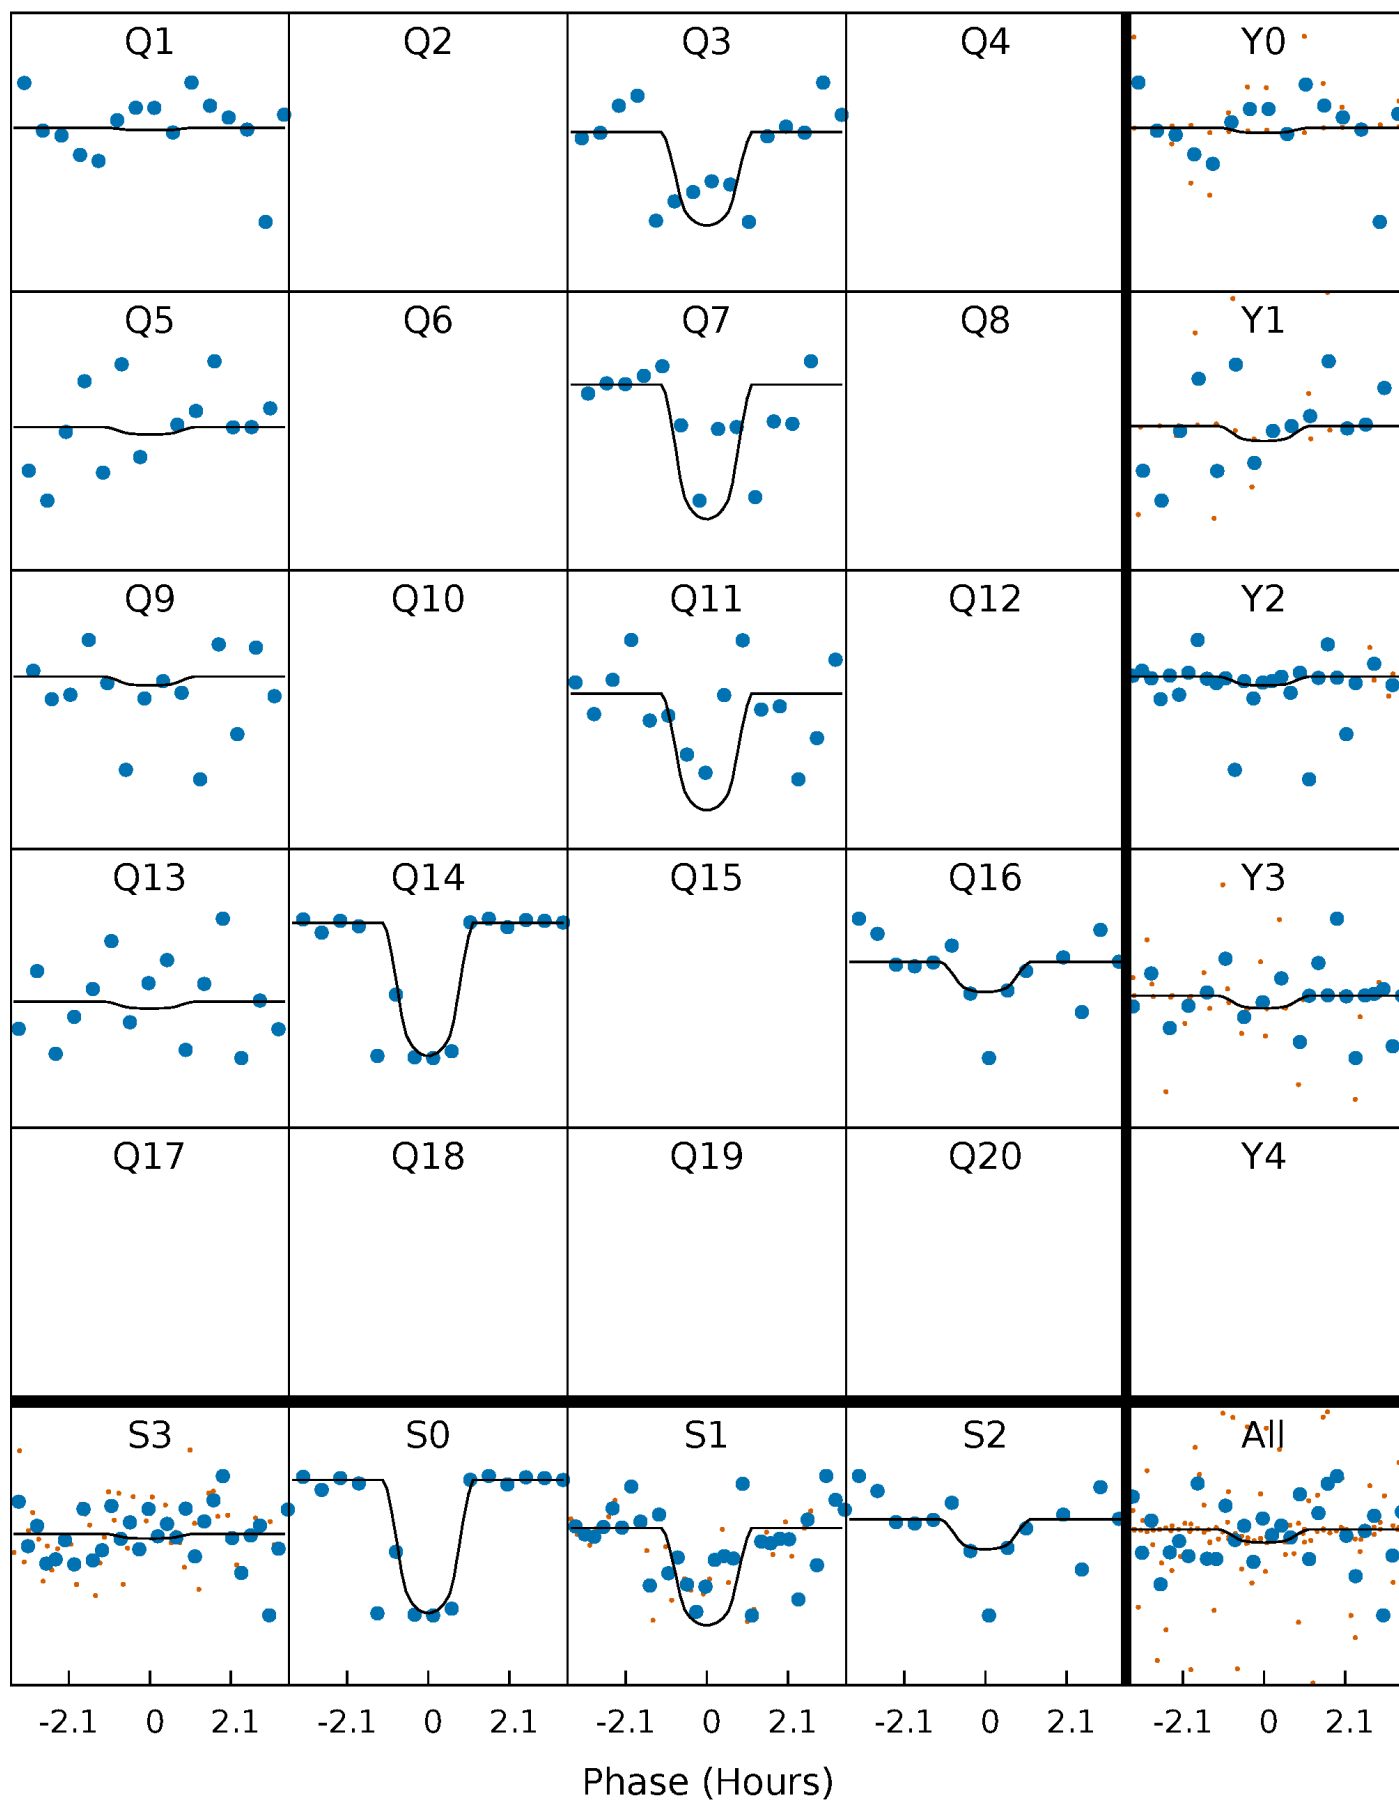 Q1 Q2 Q3 Q4 Y0
Q5 Q6 Q7 Q8 Y1
Q9 Q10 Q11 Q12 Y2
Q13 Q14 Q15 Q16 Y3
Q17 Q18 Q19 Q20 Y4
S3 S0 S1 S2 All
-2.1 0 2.1 -2.1 0 2.1 -2.1 0 2.1 -2.1 0 2.1 -2.1 0 2.1
Phase (Hours)